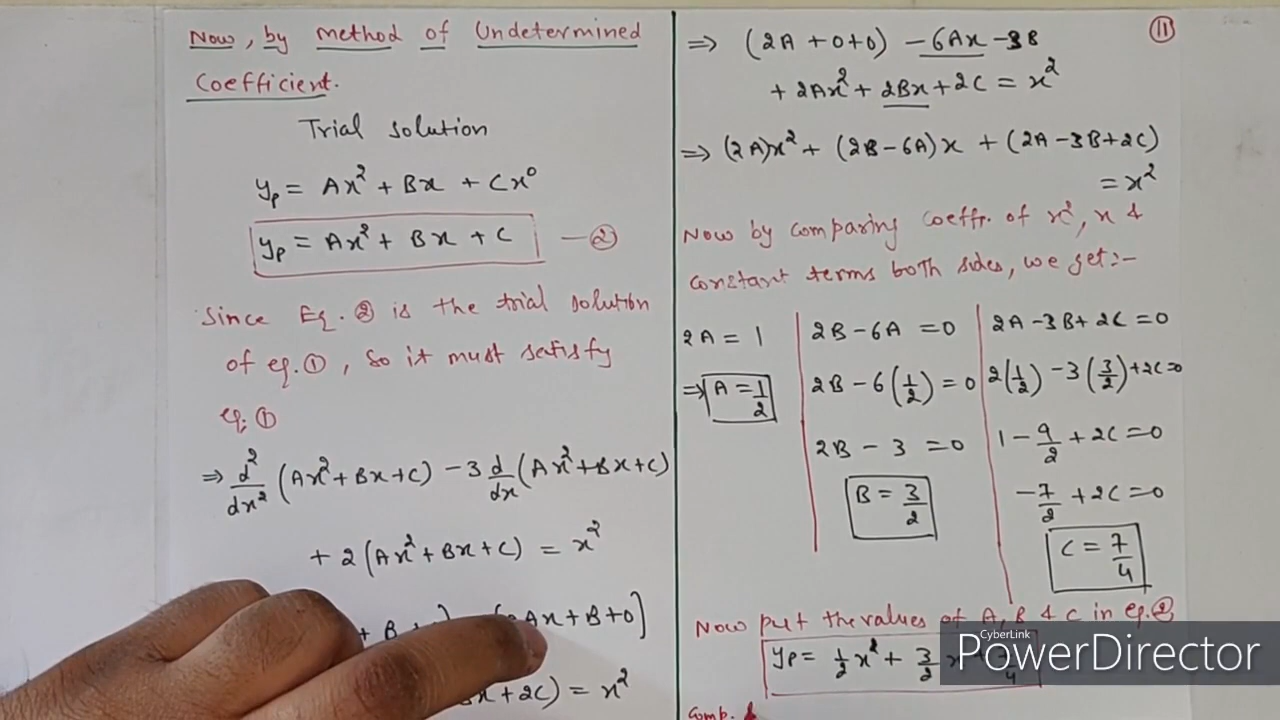 Now, by method of Undetermined
Coefficient.
Trial solution
yₚ = Ax² + Bx + Cx⁰
yₚ = Ax² + Bx + C —②
Since Eq. ② is the trial solution
of eq. ①, so it must satisfy
eq. ①
⇒ d²/dx² (Ax² + Bx + C) − 3 d/dx (Ax² + Bx + C)
+ 2 (Ax² + Bx + C) = x²
Ax + B + 0]
x + 2C) = x²
⑪
⇒ (2A + 0 + 0) − 6Ax − 3B
+ 2Ax² + 2Bx + 2C = x²
⇒ (2A)x² + (2B − 6A)x + (2A − 3B + 2C)
= x²
Now by comparing coeffr. of x², x &
constant terms both sides, we get:-
2A = 1
⇒ A = 1/2
2B − 6A = 0
2B − 6(1/2) = 0
2B − 3 = 0
B = 3/2
2A − 3B + 2C = 0
2(1/2) − 3(3/2) + 2C = 0
1 − 9/2 + 2C = 0
−7/2 + 2C = 0
C = 7/4
Now put the values of A, B & C in eq. ②
yₚ = 1/2 x² + 3/2
Comp.
CyberLink
PowerDirector